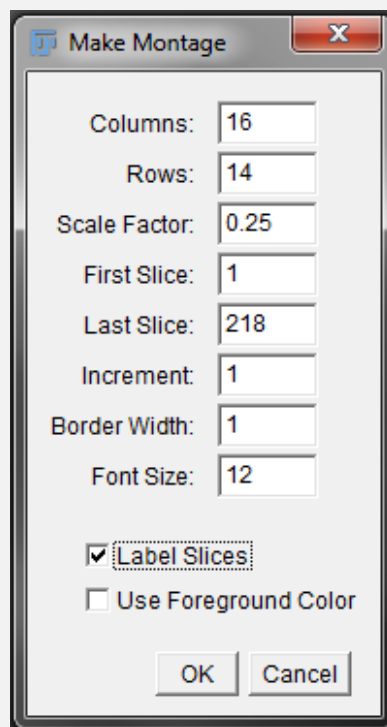 Make Montage
Columns: 16
Rows: 14
Scale Factor: 0.25
First Slice: 1
Last Slice: 218
Increment: 1
Border Width: 1
Font Size: 12
Label Slices
Use Foreground Color
OK Cancel